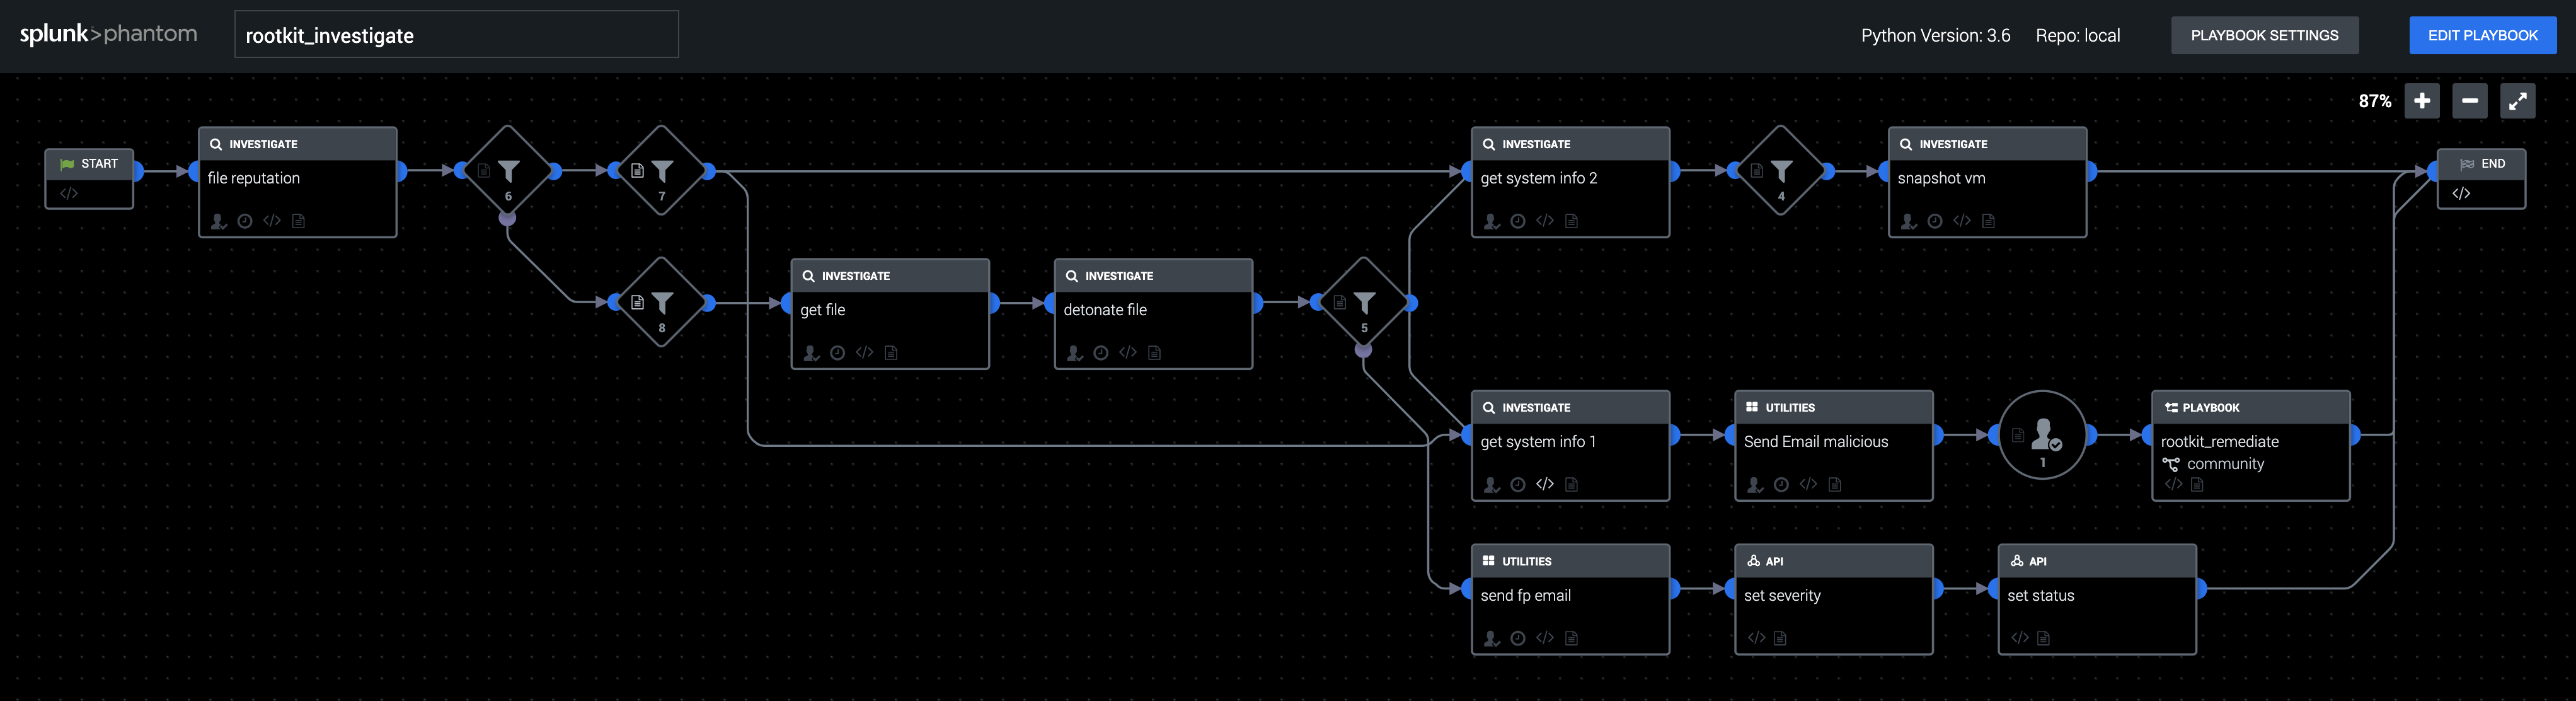 splunk>phantom
rootkit_investigate
Python Version: 3.6
Repo: local
PLAYBOOK SETTINGS
EDIT PLAYBOOK
87%
START
</>
INVESTIGATE
file reputation
</>
6
7
INVESTIGATE
get system info 2
</>
4
INVESTIGATE
snapshot vm
</>
END
</>
8
INVESTIGATE
get file
</>
INVESTIGATE
detonate file
</>
5
INVESTIGATE
get system info 1
</>
UTILITIES
Send Email malicious
</>
1
PLAYBOOK
rootkit_remediate
community
</>
UTILITIES
send fp email
</>
API
set severity
</>
API
set status
</>